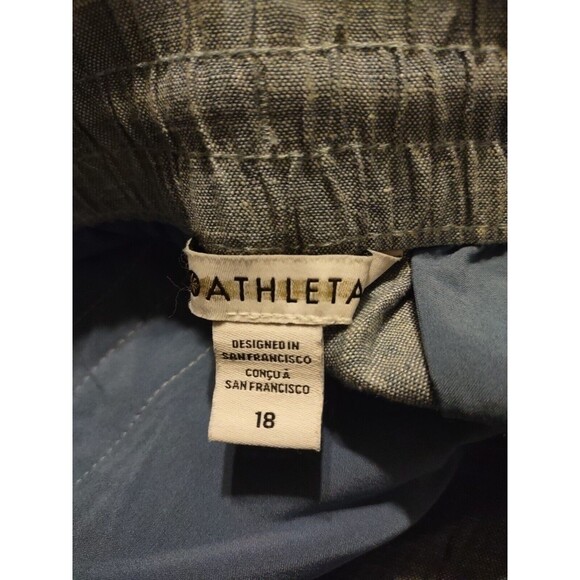 ATHLETA
DESIGNED IN
SAN FRANCISCO
CONÇU À
SAN FRANCISCO
18